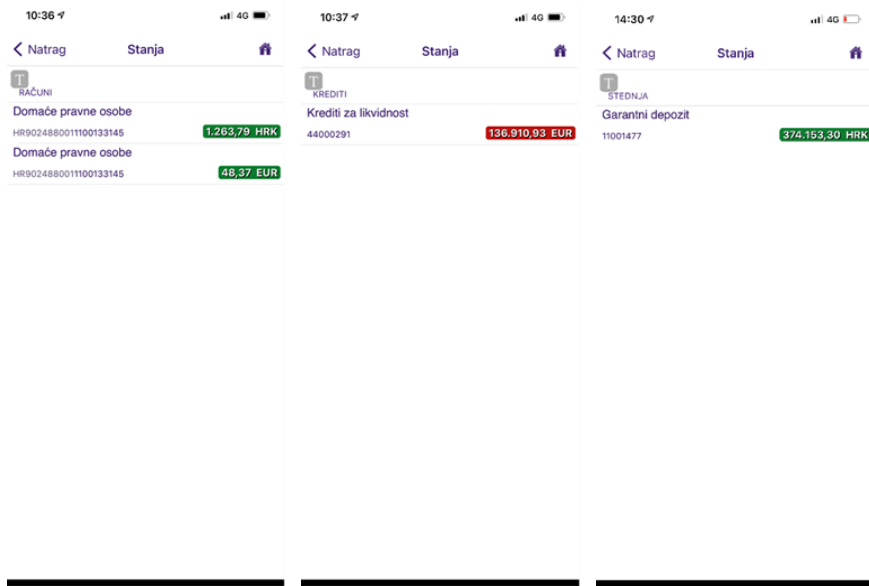 10:36
4G
Natrag
Stanja
T
RAČUNI
Domaće pravne osobe
HR9024880011100133145
1.263,79 HRK
Domaće pravne osobe
HR9024880011100133145
48,37 EUR
10:37
4G
Natrag
Stanja
T
KREDITI
Krediti za likvidnost
44000291
136.910,93 EUR
14:30
4G
Natrag
Stanja
T
ŠTEDNJA
Garantni depozit
11001477
374.153,30 HRK